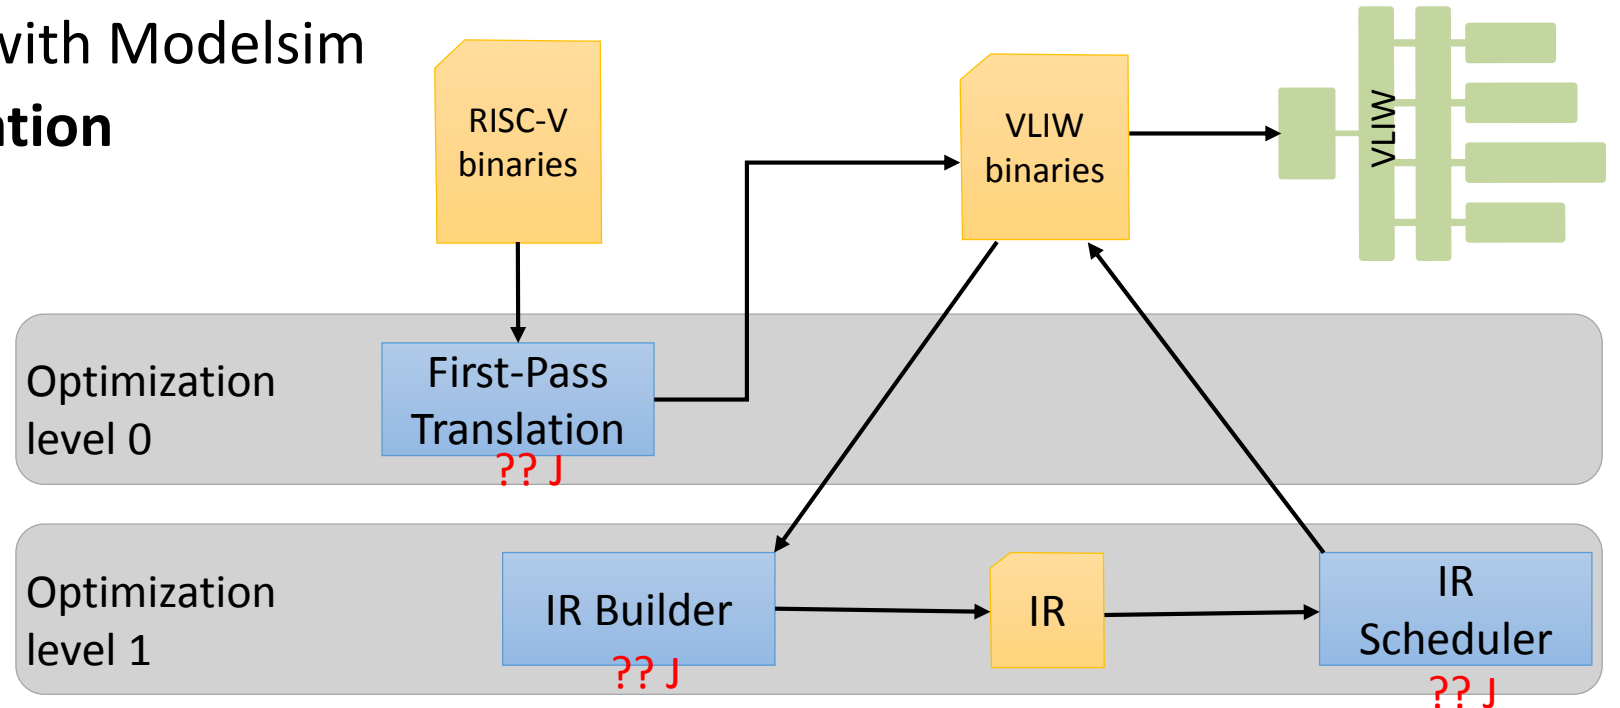 with Modelsim
RISC-V
binaries
VLIW
binaries
VLIW
Optimization
level 0
First-Pass
Translation
?? J
Optimization
level 1
IR Builder
?? J
IR
IR
Scheduler
?? J